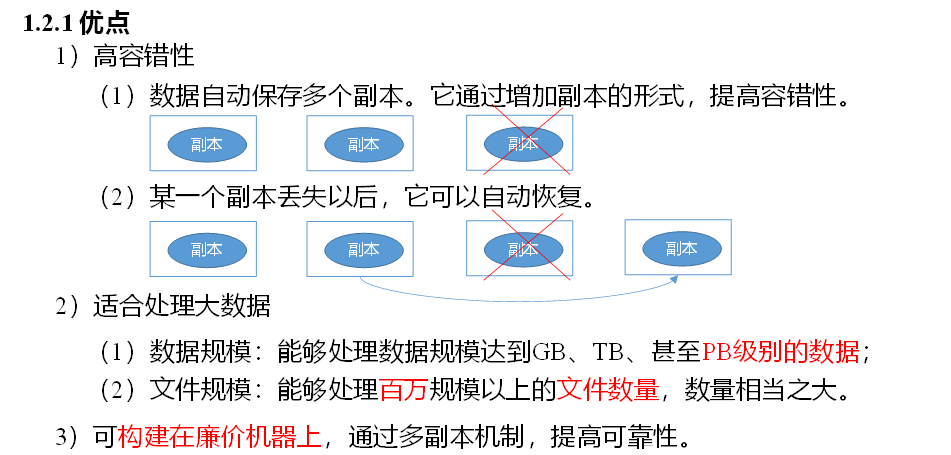 1.2.1 优点
1）高容错性
（1）数据自动保存多个副本。它通过增加副本的形式，提高容错性。
副本 副本 副本
（2）某一个副本丢失以后，它可以自动恢复。
副本 副本 副本 副本
2）适合处理大数据
（1）数据规模：能够处理数据规模达到GB、TB、甚至PB级别的数据；
（2）文件规模：能够处理百万规模以上的文件数量，数量相当之大。
3）可构建在廉价机器上，通过多副本机制，提高可靠性。